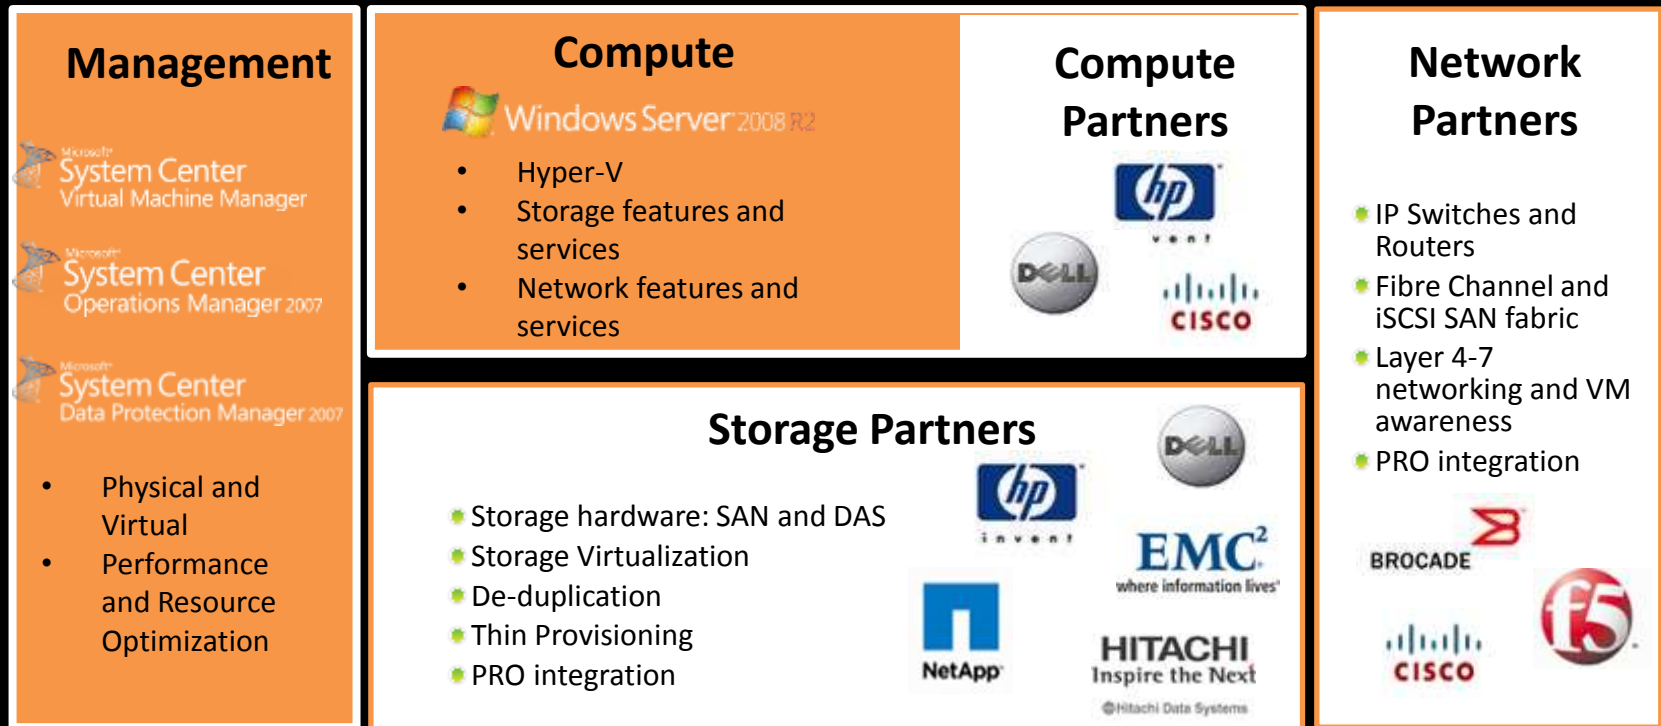 Management
Microsoft
System Center
Virtual Machine Manager
Microsoft
System Center
Operations Manager 2007
Microsoft
System Center
Data Protection Manager 2007
• Physical and
Virtual
• Performance
and Resource
Optimization
Compute
Windows Server 2008 R2
• Hyper-V
• Storage features and
services
• Network features and
services
Compute
Partners
hp
vent
DELL
CISCO
Storage Partners
Storage hardware: SAN and DAS
Storage Virtualization
De-duplication
Thin Provisioning
PRO integration
DELL
hp
invent
EMC²
where information lives
NetApp
HITACHI
Inspire the Next
@Hitachi Data Systems
Network
Partners
IP Switches and
Routers
Fibre Channel and
iSCSI SAN fabric
Layer 4-7
networking and VM
awareness
PRO integration
BROCADE
f5
CISCO